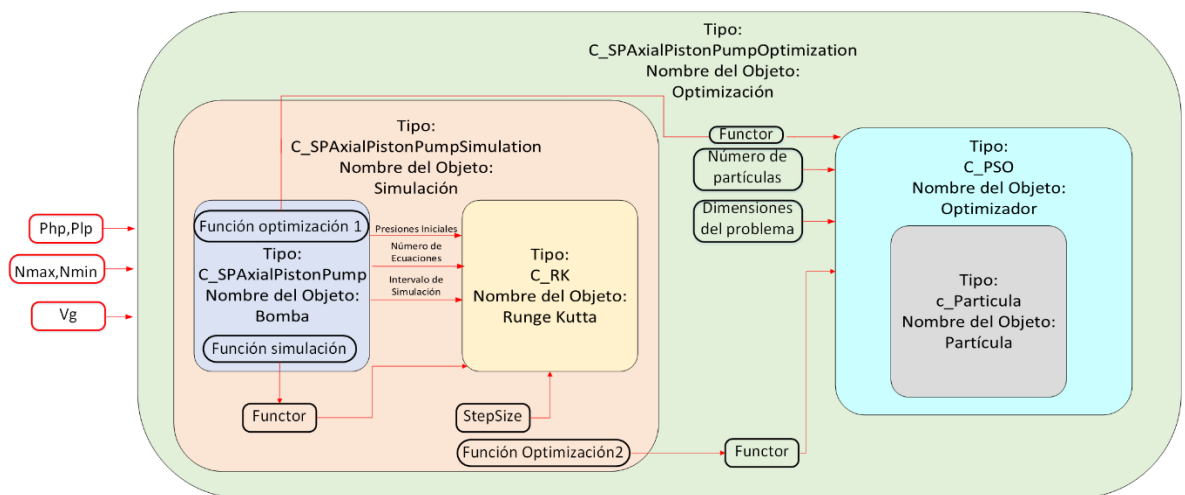 Tipo:
C_SPAxialPistonPumpOptimization
Nombre del Objeto:
Optimización
Tipo:
C_SPAxialPistonPumpSimulation
Nombre del Objeto:
Simulación
Php,Plp
Nmax,Nmin
Vg
Función optimización 1
Tipo:
C_SPAxialPistonPump
Nombre del Objeto:
Bomba
Función simulación
Presiones Iniciales
Número de
Ecuaciones
Intervalo de
Simulación
Tipo:
C_RK
Nombre del Objeto:
Runge Kutta
Functor
StepSize
Función Optimización2
Functor
Functor
Número de
partículas
Dimensiones
del problema
Tipo:
C_PSO
Nombre del Objeto:
Optimizador
Tipo:
c_Particula
Nombre del Objeto:
Partícula